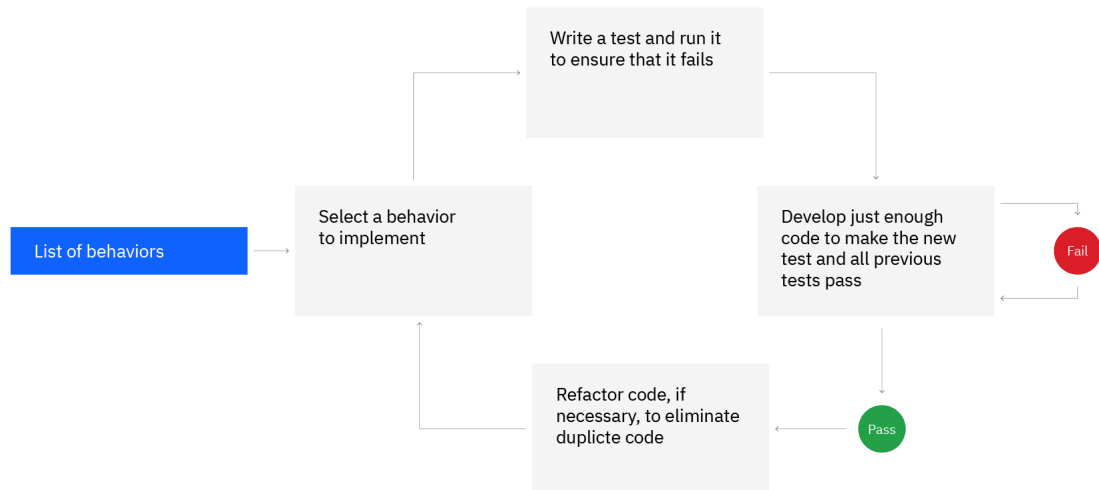 Write a test and run it
to ensure that it fails
Select a behavior
to implement
List of behaviors
Develop just enough
code to make the new
test and all previous
tests pass
Fail
Refactor code, if
necessary, to eliminate
duplicte code
Pass